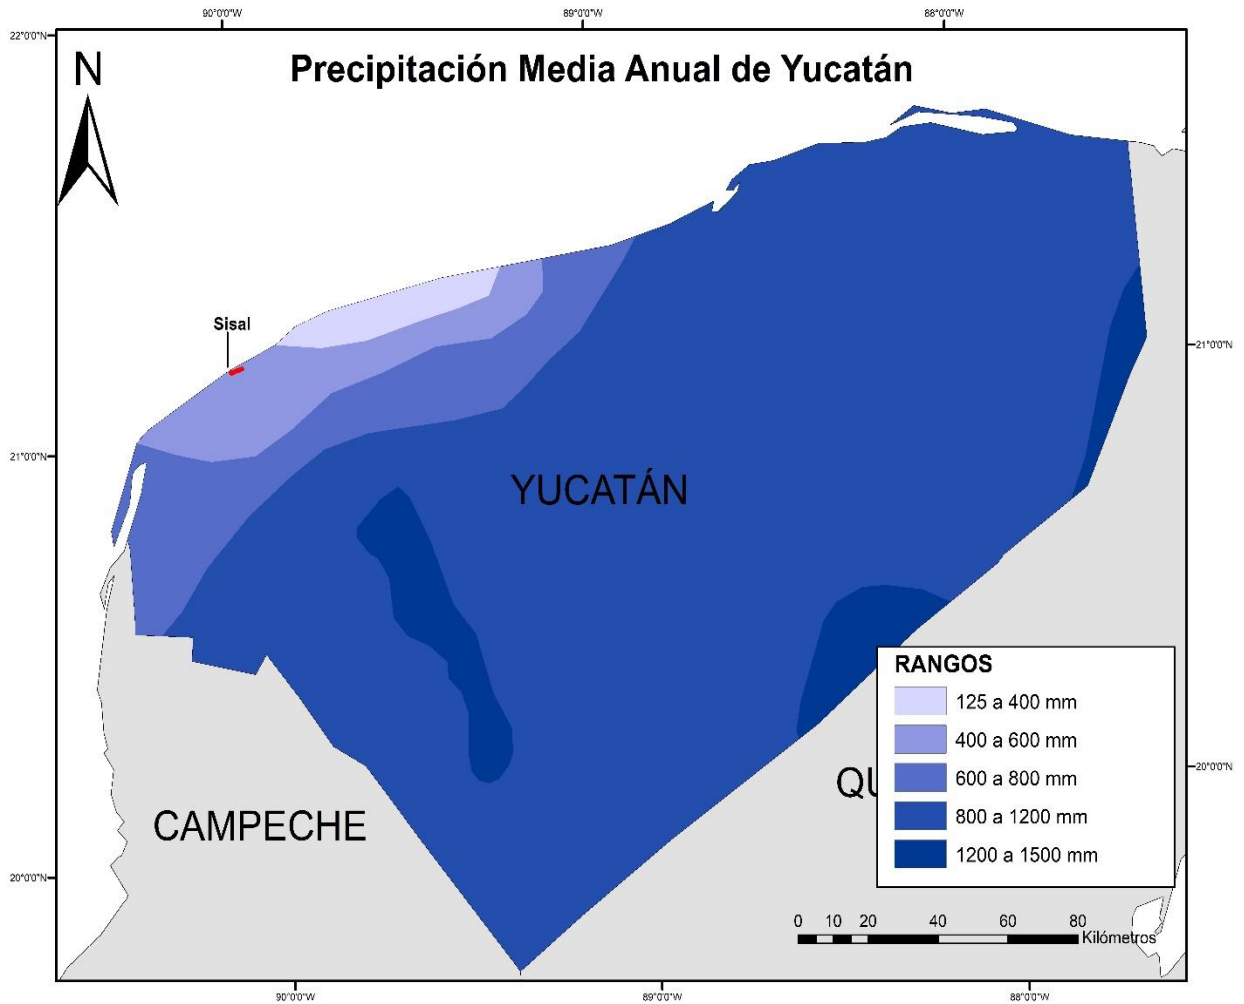 90°0'0"W 89°0'0"W 88°0'0"W
22°0'0"N
N
Precipitación Media Anual de Yucatán
Sisal
21°0'0"N
21°0'0"N
YUCATÁN
RANGOS
125 a 400 mm
400 a 600 mm
600 a 800 mm
800 a 1200 mm
1200 a 1500 mm
20°0'0"N
QU
CAMPECHE
20°0'0"N
0 10 20 40 60 80
Kilómetros
90°0'0"W 89°0'0"W 88°0'0"W